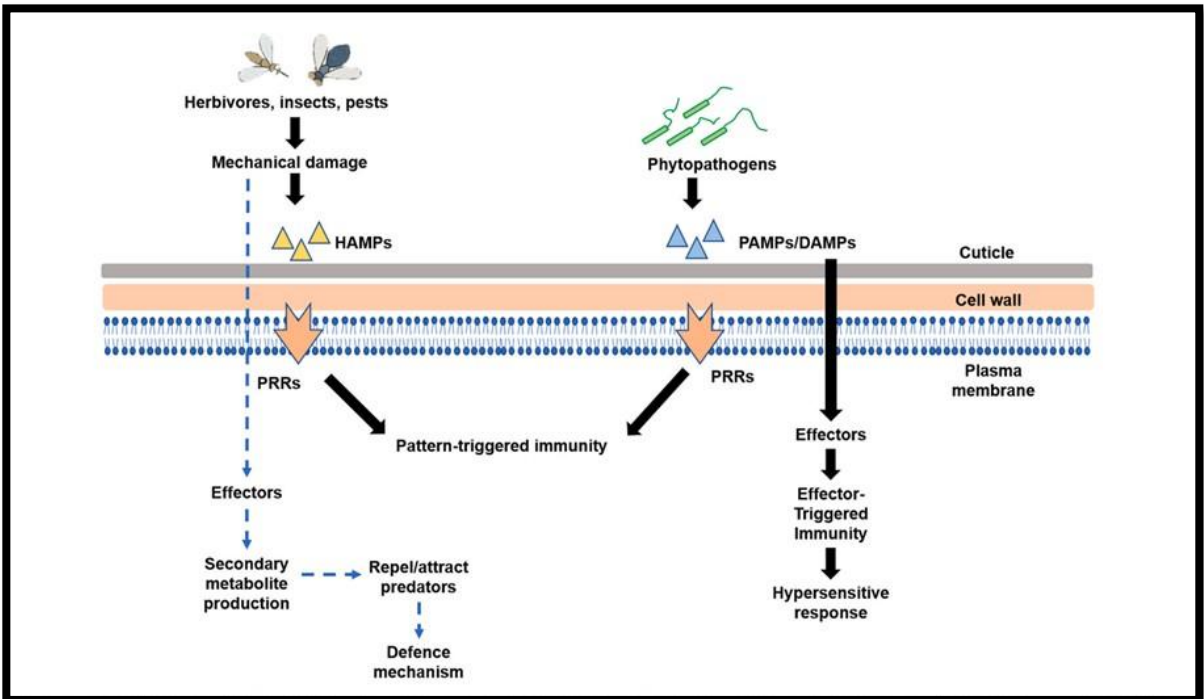 Herbivores, insects, pests
Mechanical damage
HAMPs
Phytopathogens
PAMPs/DAMPs
Cuticle
Cell wall
Plasma
membrane
PRRs
PRRs
Pattern-triggered immunity
Effectors
Secondary
metabolite
production
Repel/attract
predators
Defence
mechanism
Effectors
Effector-
Triggered
Immunity
Hypersensitive
response